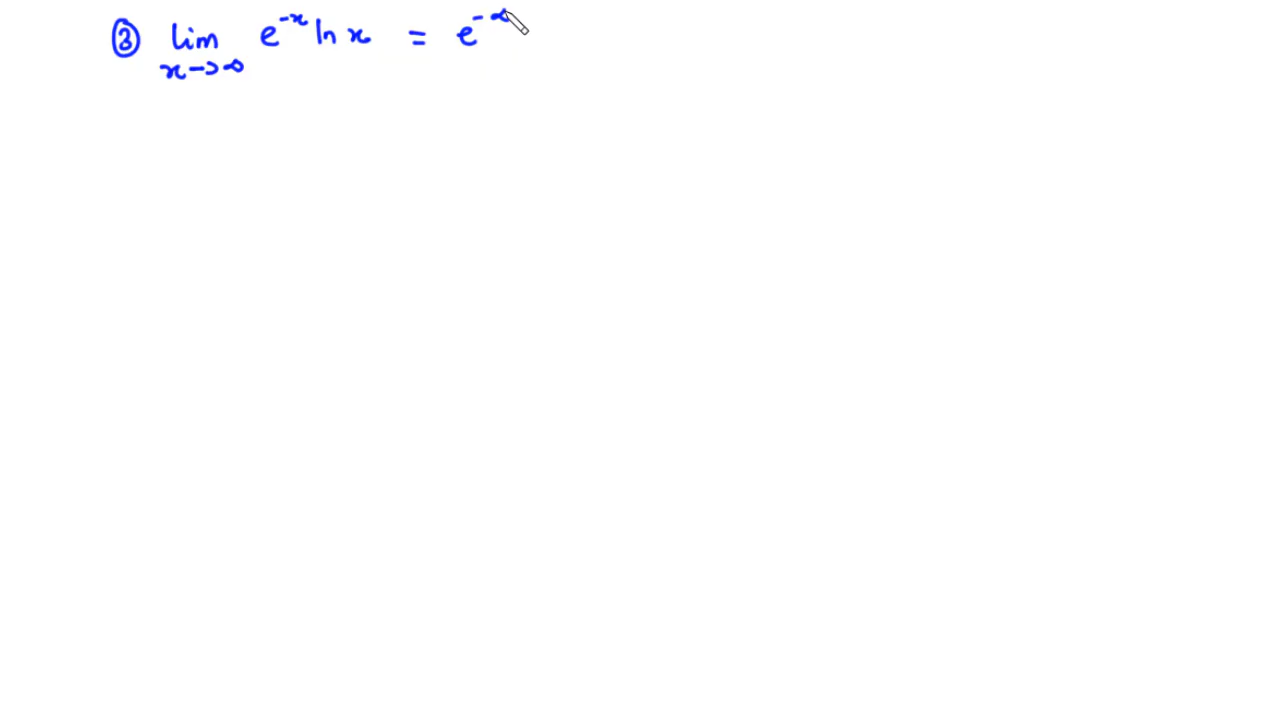 ③ lim x→∞ e^{-x} ln x = e^{-∞}